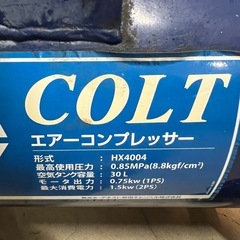 COLT
エアーコンプレッサー
形式 : HX4004
最高使用圧力 : 0.85MPa(8.8kgf/cm²)
空気タンク容量 : 30L
モータ出力 : 0.75kw(1PS)
最大消費電力 : 1.5kw(2PS)